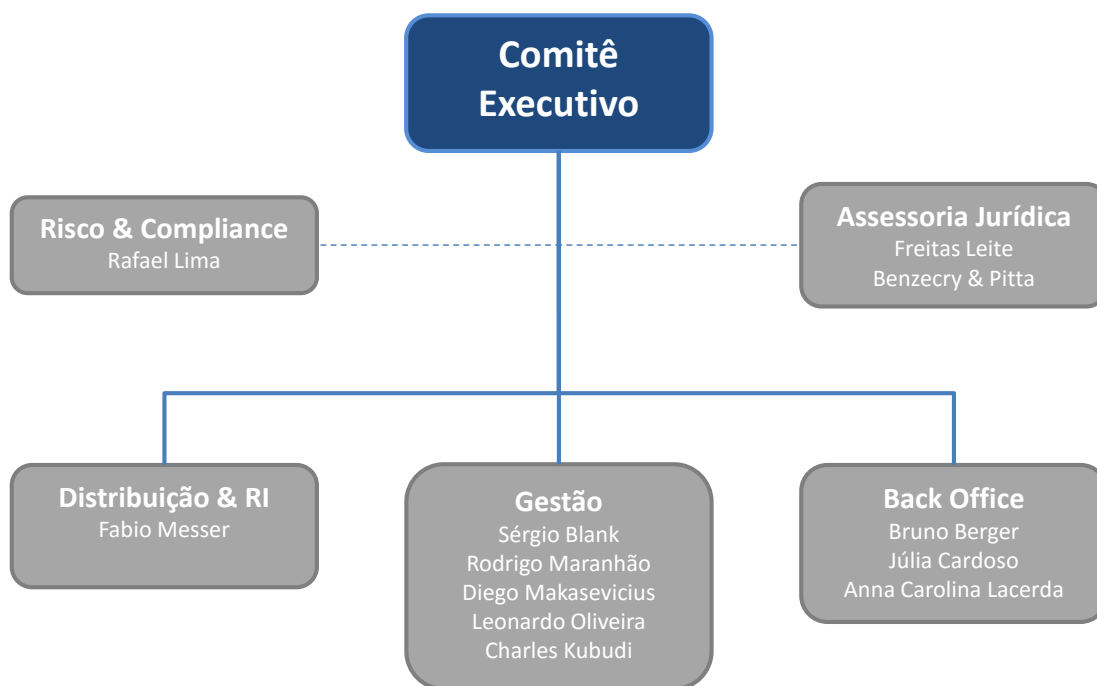 Comitê
Executivo
Risco & Compliance
Rafael Lima
Assessoria Jurídica
Freitas Leite
Benzecry & Pitta
Distribuição & RI
Fabio Messer
Gestão
Sérgio Blank
Rodrigo Maranhão
Diego Makasevicius
Leonardo Oliveira
Charles Kubudi
Back Office
Bruno Berger
Júlia Cardoso
Anna Carolina Lacerda